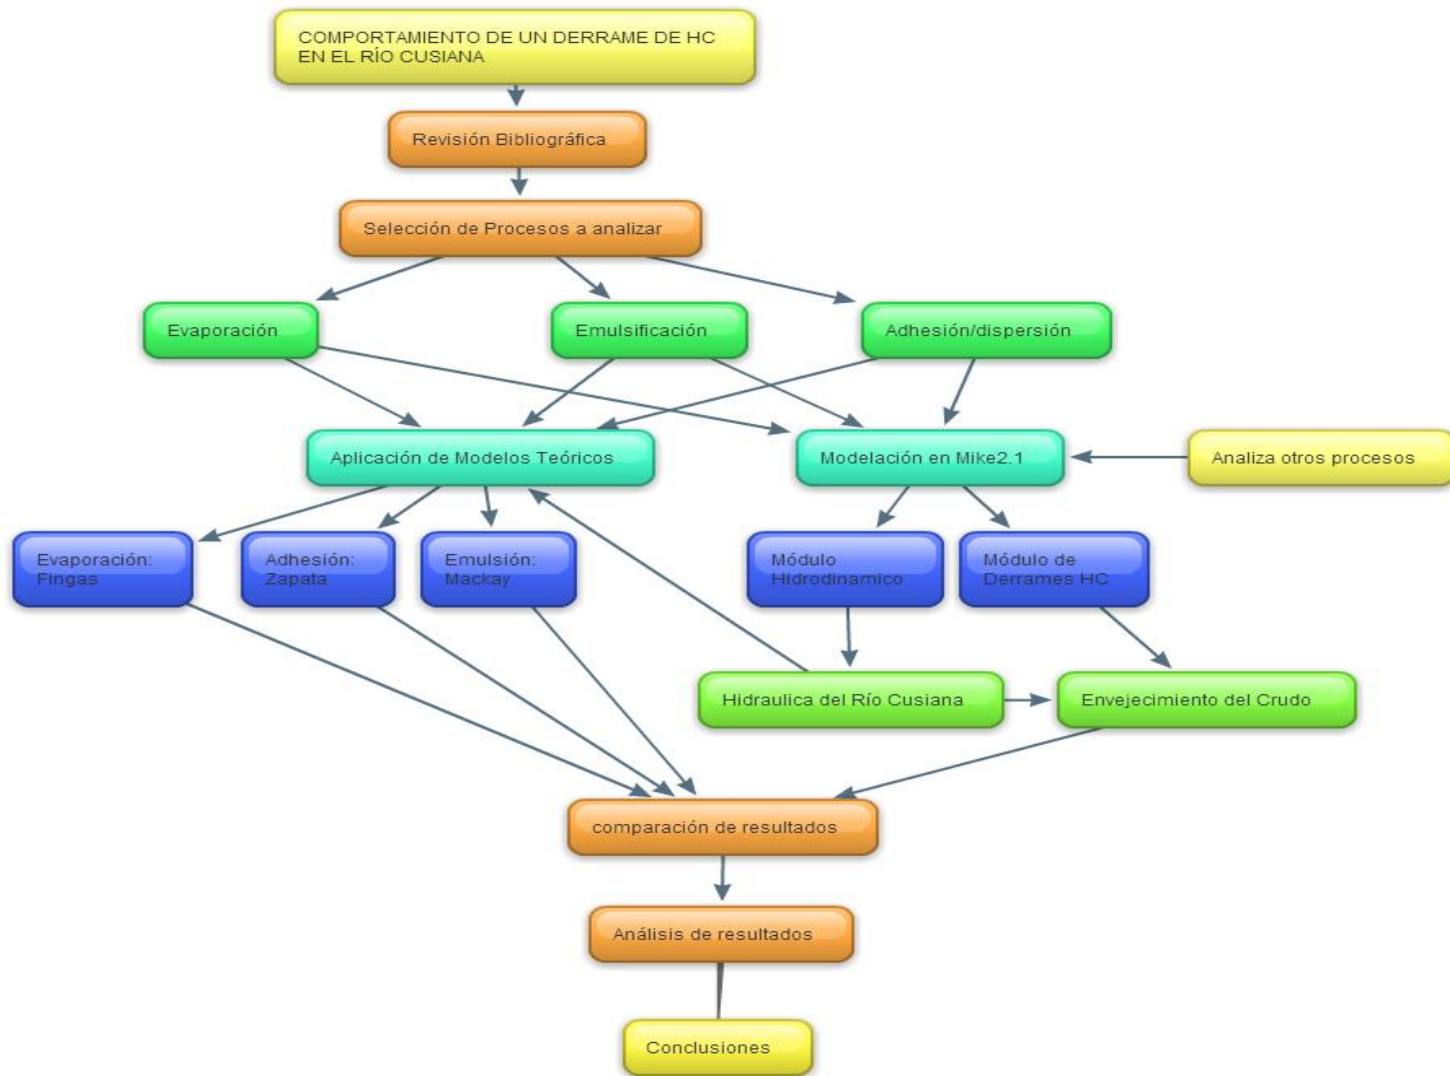 COMPORTAMIENTO DE UN DERRAME DE HC
EN EL RÍO CUSIANA
Revisión Bibliográfica
Selección de Procesos a analizar
Evaporación
Emulsificación
Adhesión/dispersión
Aplicación de Modelos Teóricos
Modelación en Mike2.1
Analiza otros procesos
Evaporación:
Fingas
Adhesión:
Zapata
Emulsión:
Mackay
Módulo
Hidrodinamico
Módulo de
Derrames HC
Hidraulica del Río Cusiana
Envejecimiento del Crudo
comparación de resultados
Análisis de resultados
Conclusiones